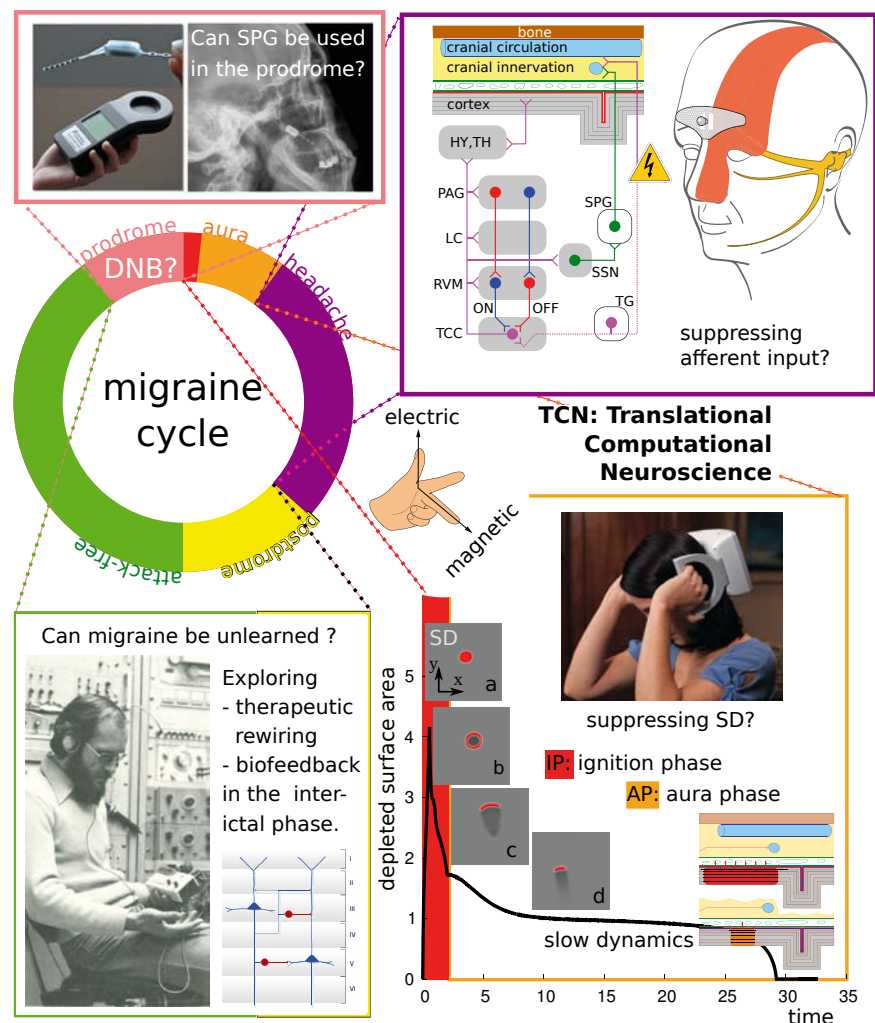 Can SPG be used
in the prodrome?
bone
cranial circulation
cranial innervation
cortex
HY,TH
PAG
SPG
LC
SSN
RVM
ON
OFF
TG
TCC
suppressing
afferent input?
prodrome
aura
headache
DNB?
migraine
cycle
postdrome
attack-free
electric
magnetic
TCN: Translational
Computational
Neuroscience
Can migraine be unlearned ?
Exploring
- therapeutic
rewiring
- biofeedback
in the inter-
ictal phase.
I
II
III
IV
V
VI
SD
y
x
a
b
c
d
suppressing SD?
IP: ignition phase
AP: aura phase
slow dynamics
depleted surface area
5
4
3
2
1
0
0 5 10 15 20 25 30 35
time